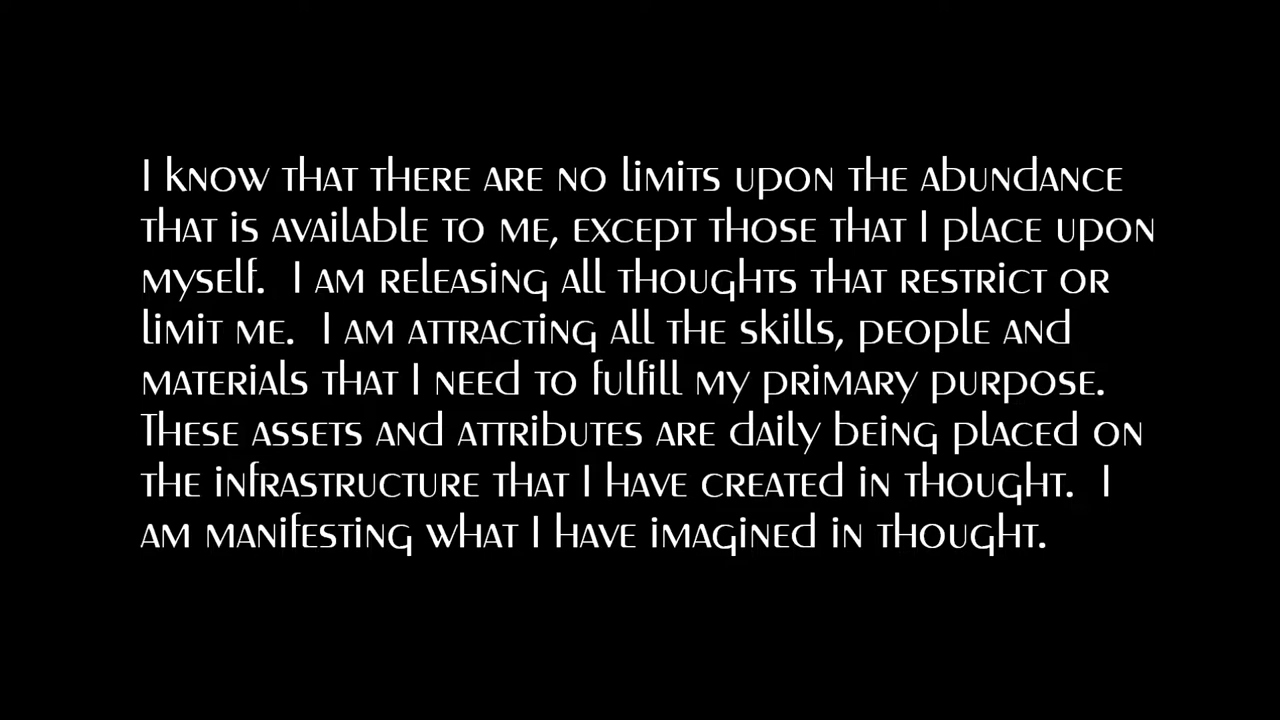 I know that there are no limits upon the abundance
that is available to me, except those that I place upon
myself.  I am releasing all thoughts that restrict or
limit me.  I am attracting all the skills, people and
materials that I need to fulfill my primary purpose.
These assets and attributes are daily being placed on
the infrastructure that I have created in thought.  I
am manifesting what I have imagined in thought.